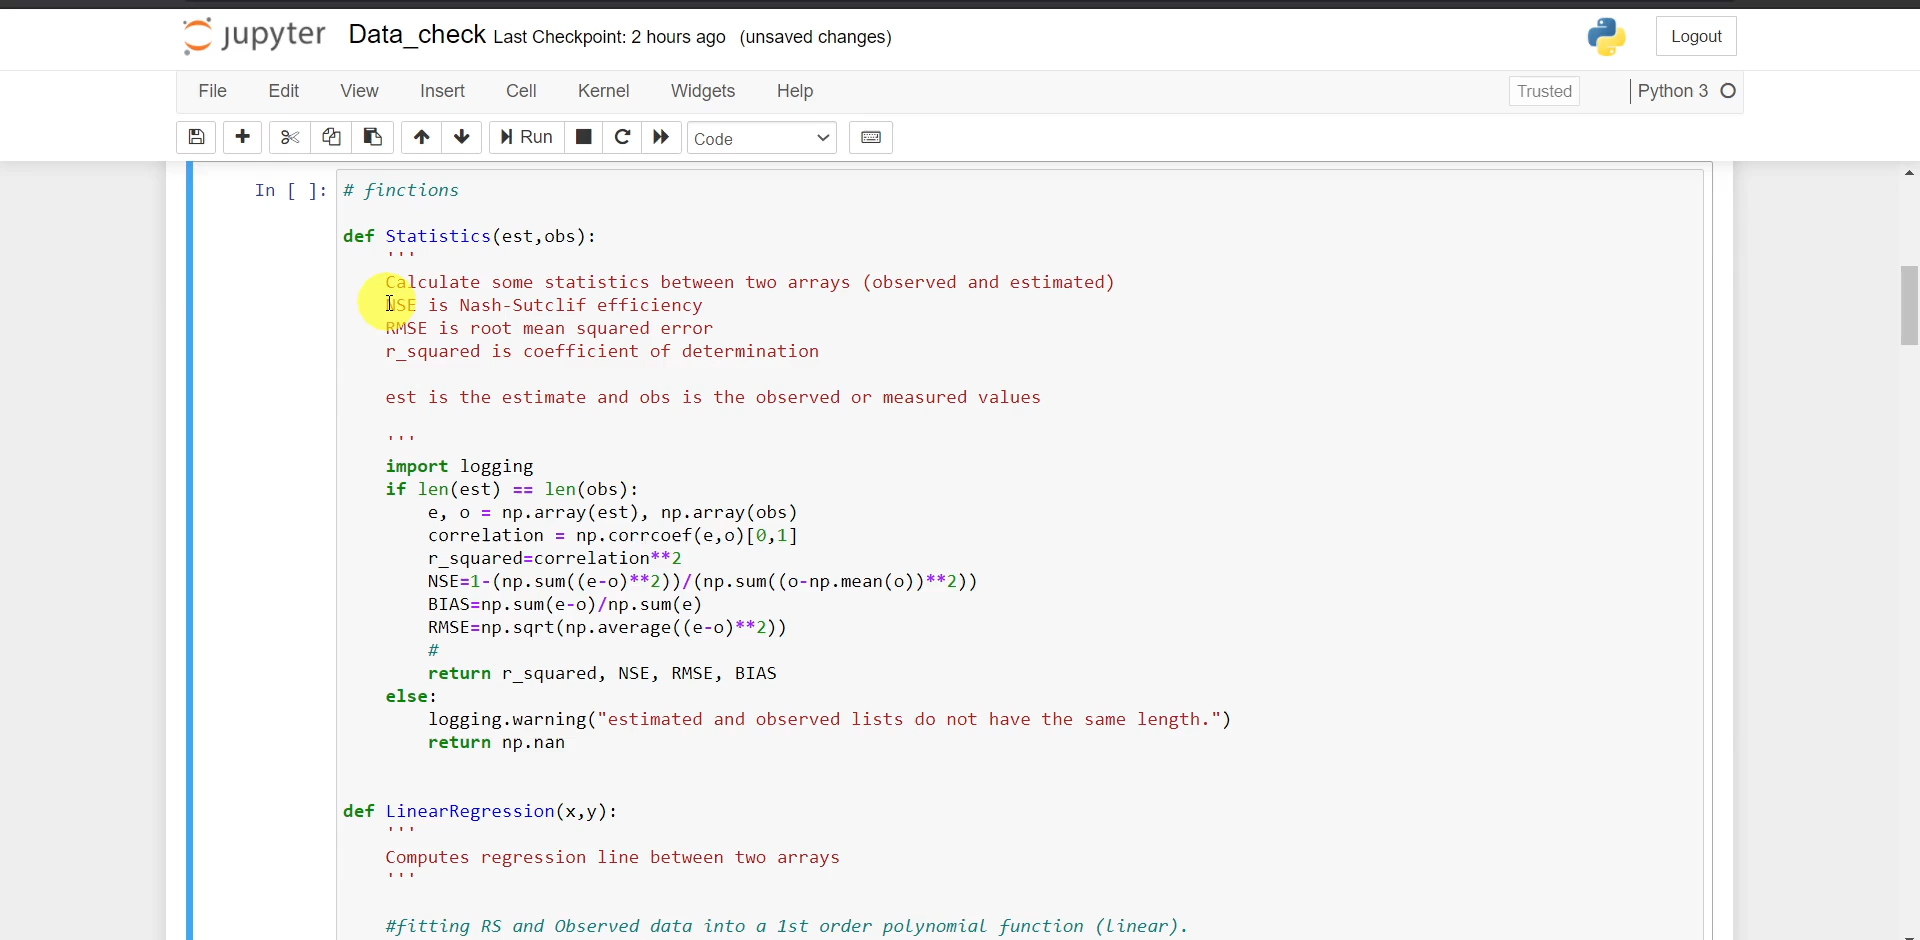 jupyter Data_check Last Checkpoint: 2 hours ago (unsaved changes) Logout
File Edit View Insert Cell Kernel Widgets Help Trusted Python 3
Run Code
In [ ]: # finctions
def Statistics(est,obs):
'''
Calculate some statistics between two arrays (observed and estimated)
NSE is Nash-Sutclif efficiency
RMSE is root mean squared error
r_squared is coefficient of determination
est is the estimate and obs is the observed or measured values
'''
import logging
if len(est) == len(obs):
e, o = np.array(est), np.array(obs)
correlation = np.corrcoef(e,o)[0,1]
r_squared=correlation**2
NSE=1-(np.sum((e-o)**2))/(np.sum((o-np.mean(o))**2))
BIAS=np.sum(e-o)/np.sum(e)
RMSE=np.sqrt(np.average((e-o)**2))
#
return r_squared, NSE, RMSE, BIAS
else:
logging.warning("estimated and observed lists do not have the same length.")
return np.nan
def LinearRegression(x,y):
'''
Computes regression line between two arrays
'''
#fitting RS and Observed data into a 1st order polynomial function (linear).